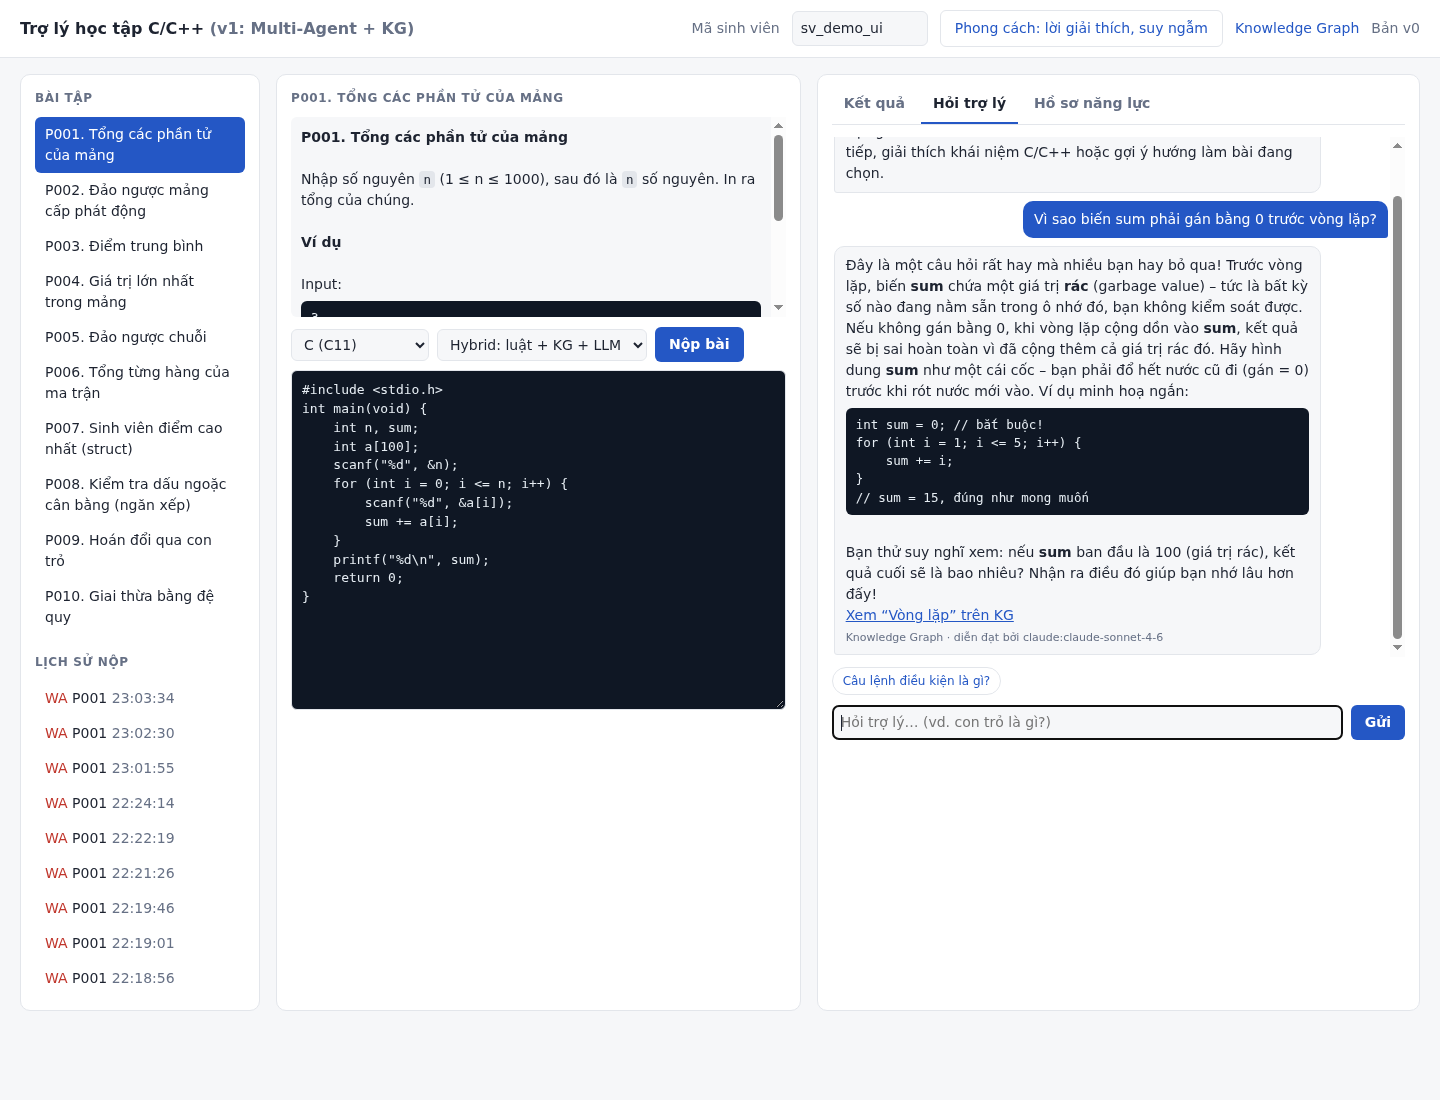 Trợ lý học tập C/C++ (v1: Multi-Agent + KG)
Mã sinh viên
sv_demo_ui
Phong cách: lời giải thích, suy ngẫm
Knowledge Graph
Bản v0
BÀI TẬP
P001. Tổng các phần tử
của mảng
P002. Đảo ngược mảng
cấp phát động
P003. Điểm trung bình
P004. Giá trị lớn nhất
trong mảng
P005. Đảo ngược chuỗi
P006. Tổng từng hàng của
ma trận
P007. Sinh viên điểm cao
nhất (struct)
P008. Kiểm tra dấu ngoặc
cân bằng (ngăn xếp)
P009. Hoán đổi qua con
trỏ
P010. Giai thừa bằng đệ
quy
LỊCH SỬ NỘP
WA P001 23:03:34
WA P001 23:02:30
WA P001 23:01:55
WA P001 22:24:14
WA P001 22:22:19
WA P001 22:21:26
WA P001 22:19:46
WA P001 22:19:01
WA P001 22:18:56
P001. TỔNG CÁC PHẦN TỬ CỦA MẢNG
P001. Tổng các phần tử của mảng
Nhập số nguyên n (1 ≤ n ≤ 1000), sau đó là n số nguyên. In ra
tổng của chúng.
Ví dụ
Input:
C (C11)
Hybrid: luật + KG + LLM
Nộp bài
#include <stdio.h>
int main(void) {
    int n, sum;
    int a[100];
    scanf("%d", &n);
    for (int i = 0; i <= n; i++) {
        scanf("%d", &a[i]);
        sum += a[i];
    }
    printf("%d\n", sum);
    return 0;
}
Kết quả
Hỏi trợ lý
Hồ sơ năng lực
tiếp, giải thích khái niệm C/C++ hoặc gợi ý hướng làm bài đang
chọn.
Vì sao biến sum phải gán bằng 0 trước vòng lặp?
Đây là một câu hỏi rất hay mà nhiều bạn hay bỏ qua! Trước vòng
lặp, biến sum chứa một giá trị rác (garbage value) – tức là bất kỳ
số nào đang nằm sẵn trong ô nhớ đó, bạn không kiểm soát được.
Nếu không gán bằng 0, khi vòng lặp cộng dồn vào sum, kết quả
sẽ bị sai hoàn toàn vì đã cộng thêm cả giá trị rác đó. Hãy hình
dung sum như một cái cốc – bạn phải đổ hết nước cũ đi (gán = 0)
trước khi rót nước mới vào. Ví dụ minh hoạ ngắn:
int sum = 0; // bắt buộc!
for (int i = 1; i <= 5; i++) {
    sum += i;
}
// sum = 15, đúng như mong muốn
Bạn thử suy nghĩ xem: nếu sum ban đầu là 100 (giá trị rác), kết
quả cuối sẽ là bao nhiêu? Nhận ra điều đó giúp bạn nhớ lâu hơn
đấy!
Xem “Vòng lặp” trên KG
Knowledge Graph · diễn đạt bởi claude:claude-sonnet-4-6
Câu lệnh điều kiện là gì?
Hỏi trợ lý... (vd. con trỏ là gì?)
Gửi